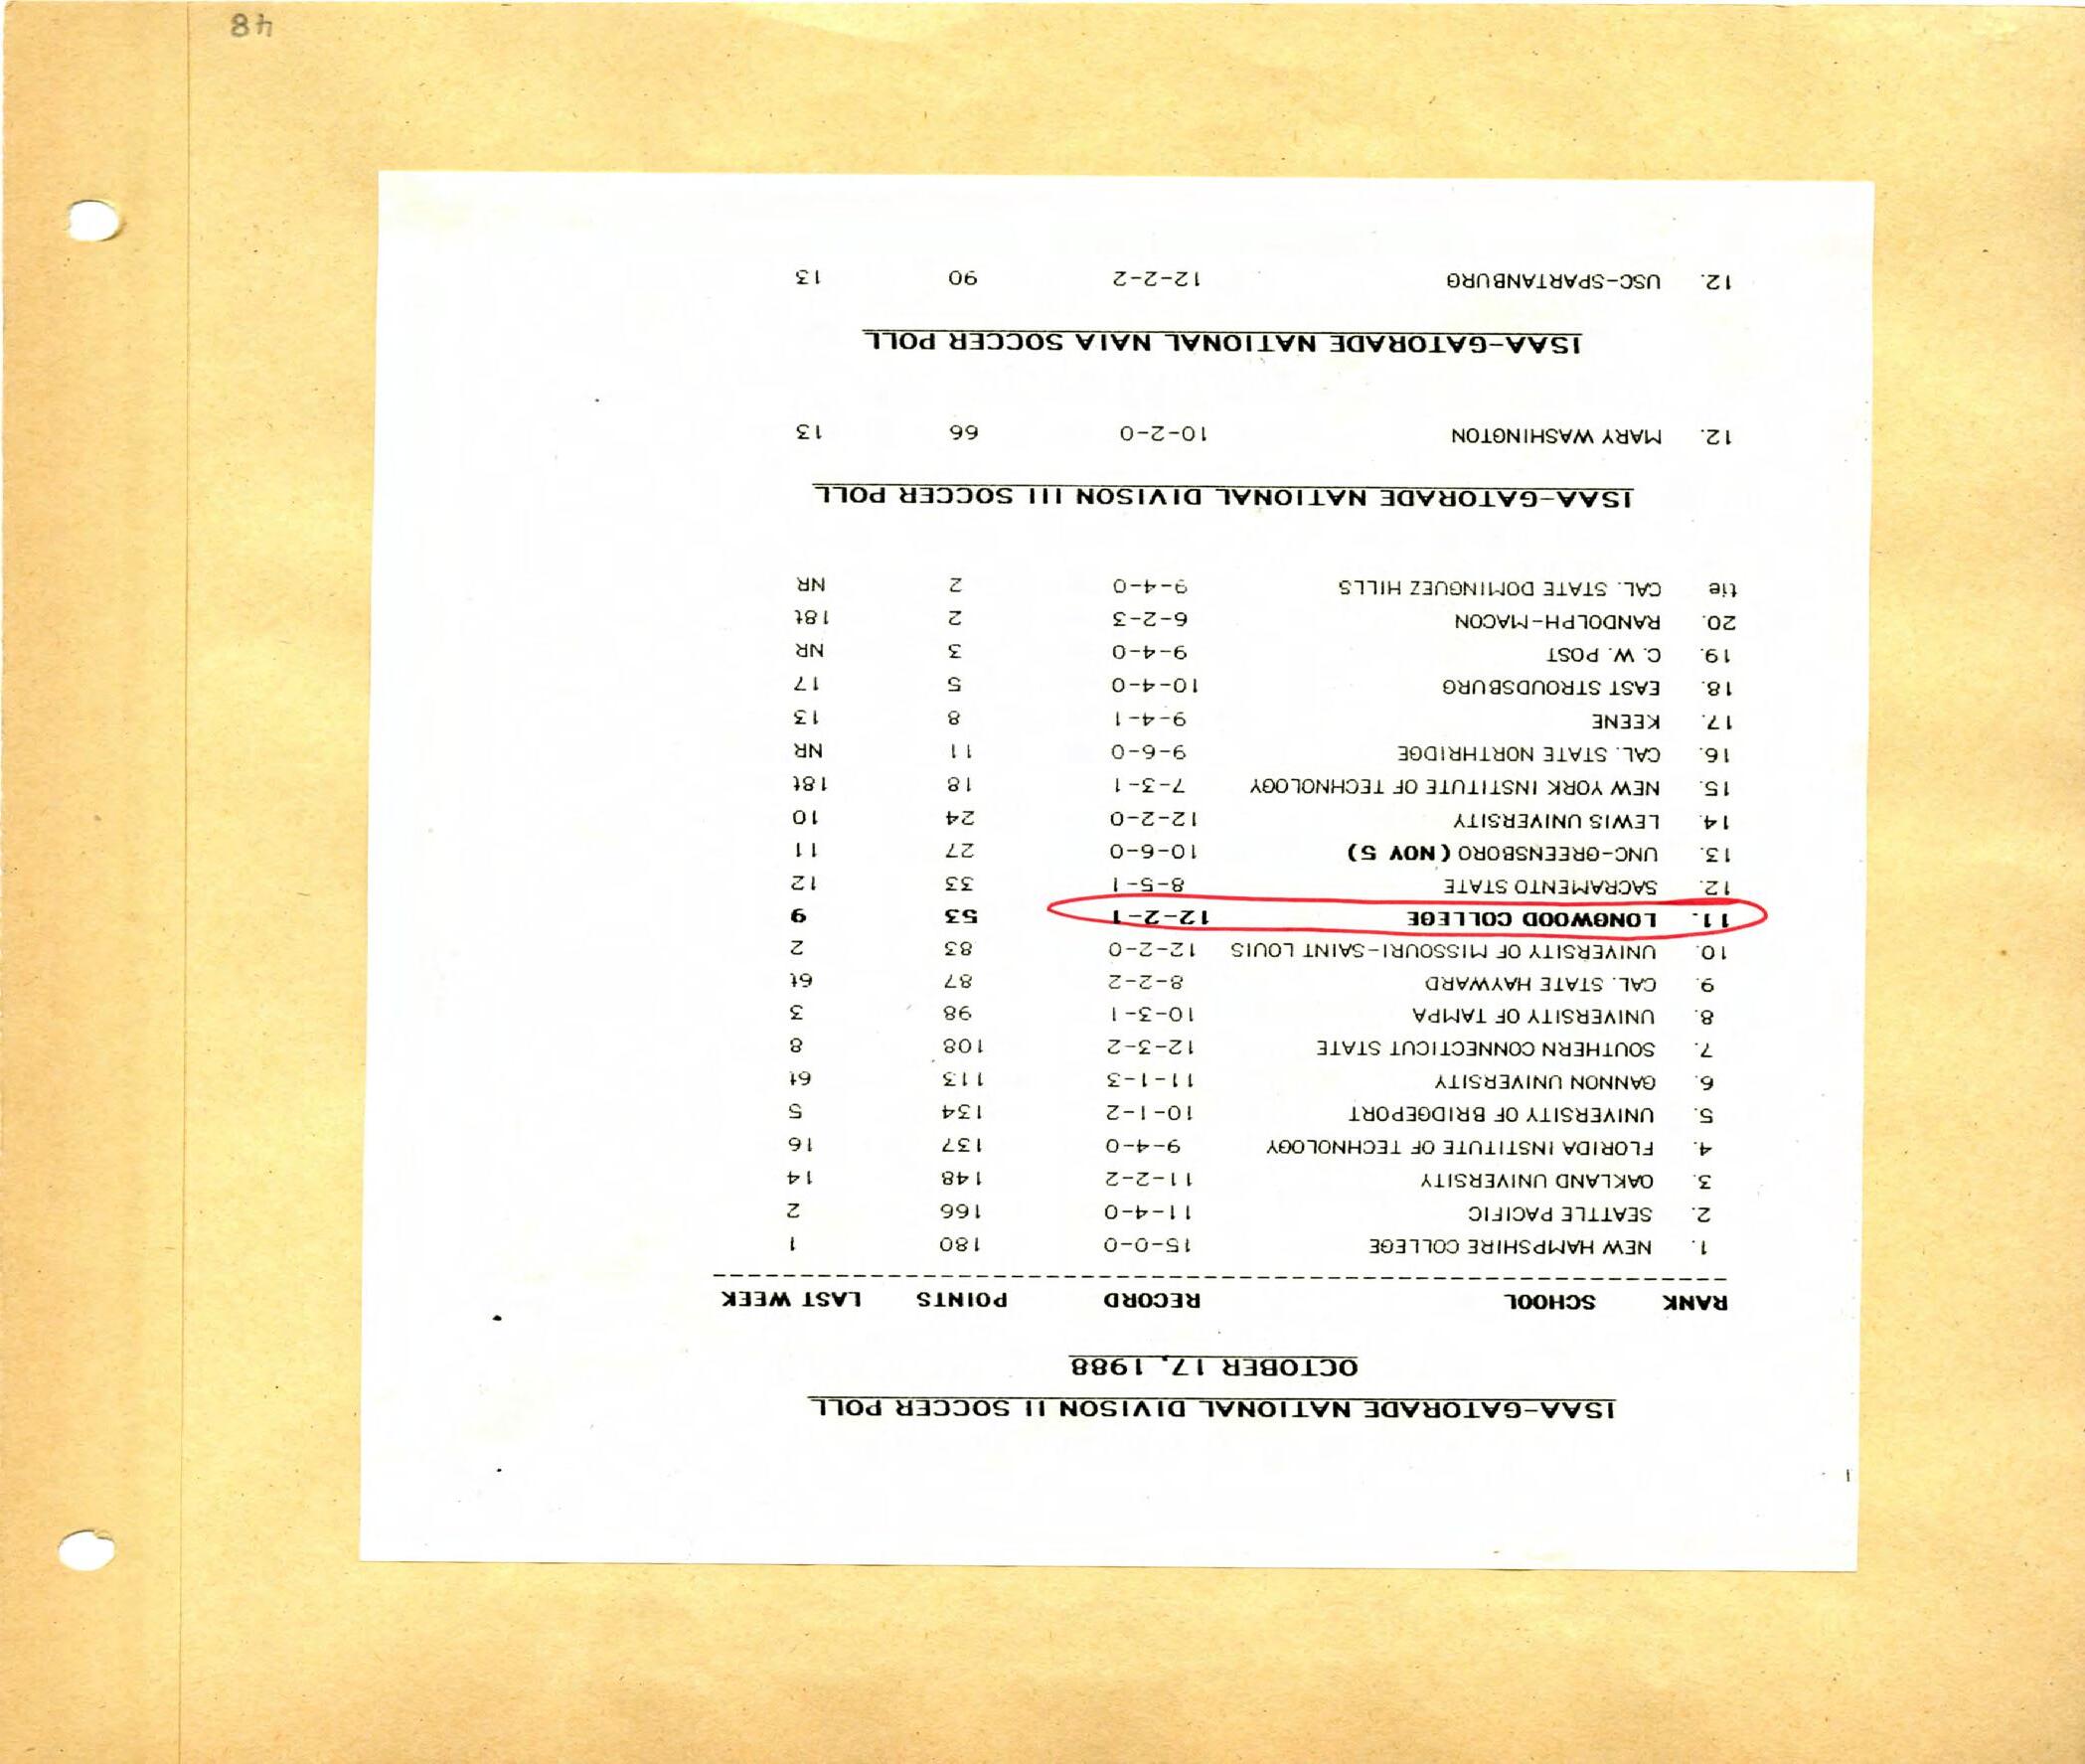 ISAA-GATORADE NATIONAL DIVISON II SOCCER POLL
OCTOBER 17, 1988
RANK SCHOOL RECORD POINTS LAST WEEK
1. NEW HAMPSHIRE COLLEGE 15-0-0 180 1
2. SEATTLE PACIFIC 11-4-0 166 2
3. OAKLAND UNIVERSITY 11-2-2 148 14
4. FLORIDA INSTITUTE OF TECHNOLOGY 9-4-0 137 16
5. UNIVERSITY OF BRIDGEPORT 10-1-2 134 5
6. GANNON UNIVERSITY 11-1-3 113 6t
7. SOUTHERN CONNECTICUT STATE 12-3-2 108 8
8. UNIVERSITY OF TAMPA 10-3-1 98 3
9. CAL. STATE HAYWARD 8-2-2 87 6t
10. UNIVERSITY OF MISSOURI-SAINT LOUIS 12-2-0 83 2
11. LONGWOOD COLLEGE 12-2-1 53 9
12. SACRAMENTO STATE 8-5-1 33 12
13. UNC-GREENSBORO (NOV 5) 10-6-0 27 11
14. LEWIS UNIVERSITY 12-2-0 24 10
15. NEW YORK INSTITUTE OF TECHNOLOGY 7-3-1 18 18t
16. CAL. STATE NORTHRIDGE 9-6-0 11 NR
17. KEENE 9-4-1 8 13
18. EAST STROUDSBURG 10-4-0 5 17
19. C. W. POST 9-4-0 3 NR
20. RANDOLPH-MACON 6-2-3 2 18t
tie CAL. STATE DOMINGUEZ HILLS 9-4-0 2 NR
ISAA-GATORADE NATIONAL DIVISON III SOCCER POLL
12. MARY WASHINGTON 10-2-0 66 13
ISAA-GATORADE NATIONAL NAIA SOCCER POLL
12. USC-SPARTANBURG 12-2-2 90 13
48